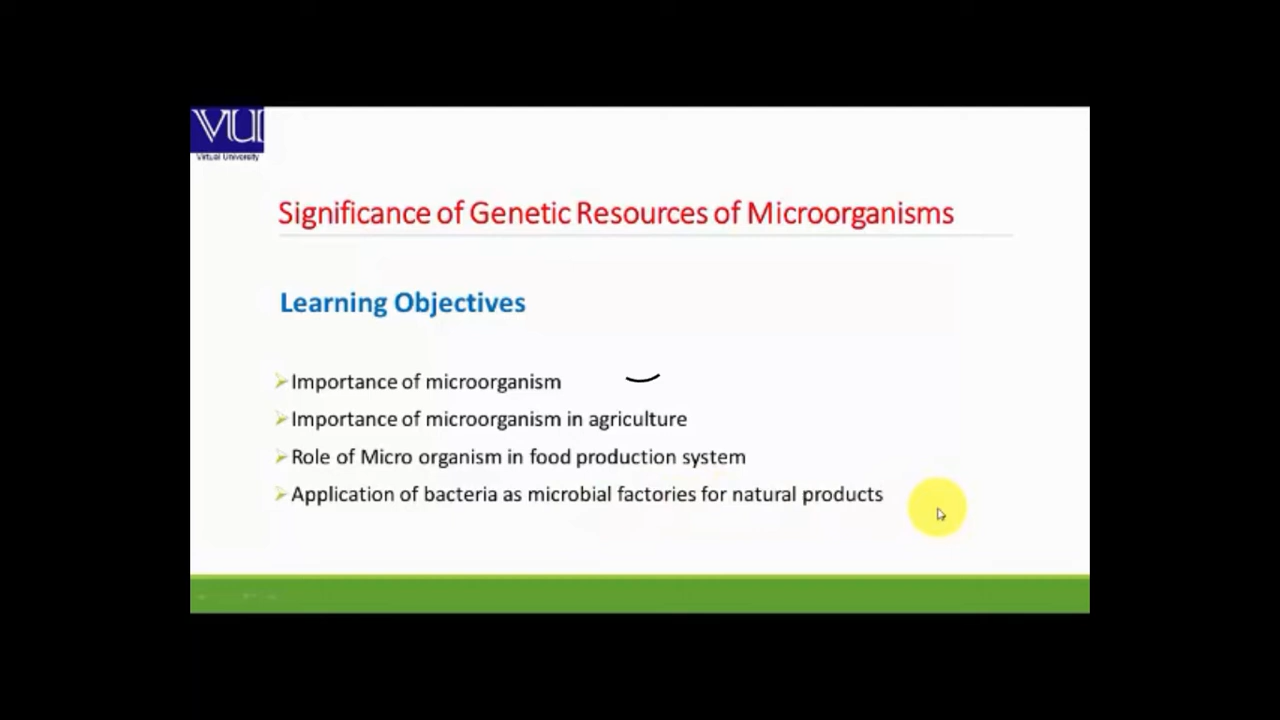 VU
Virtual University
Significance of Genetic Resources of Microorganisms
Learning Objectives
Importance of microorganism
Importance of microorganism in agriculture
Role of Micro organism in food production system
Application of bacteria as microbial factories for natural products